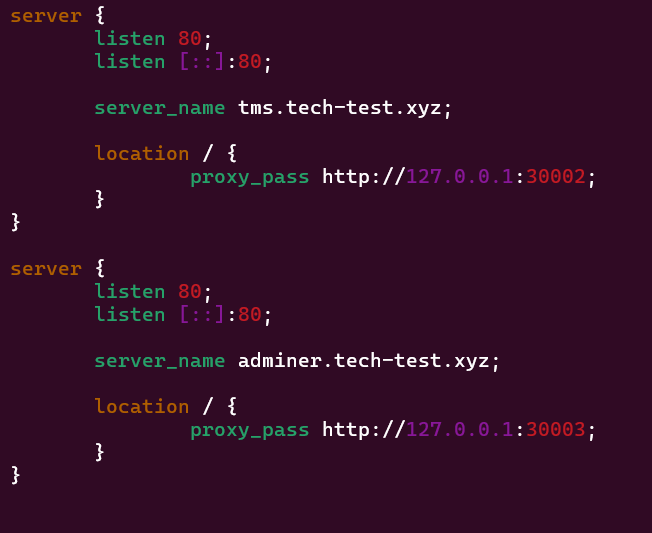 server {
        listen 80;
        listen [::]:80;

        server_name tms.tech-test.xyz;

        location / {
                proxy_pass http://127.0.0.1:30002;
        }
}

server {
        listen 80;
        listen [::]:80;

        server_name adminer.tech-test.xyz;

        location / {
                proxy_pass http://127.0.0.1:30003;
        }
}